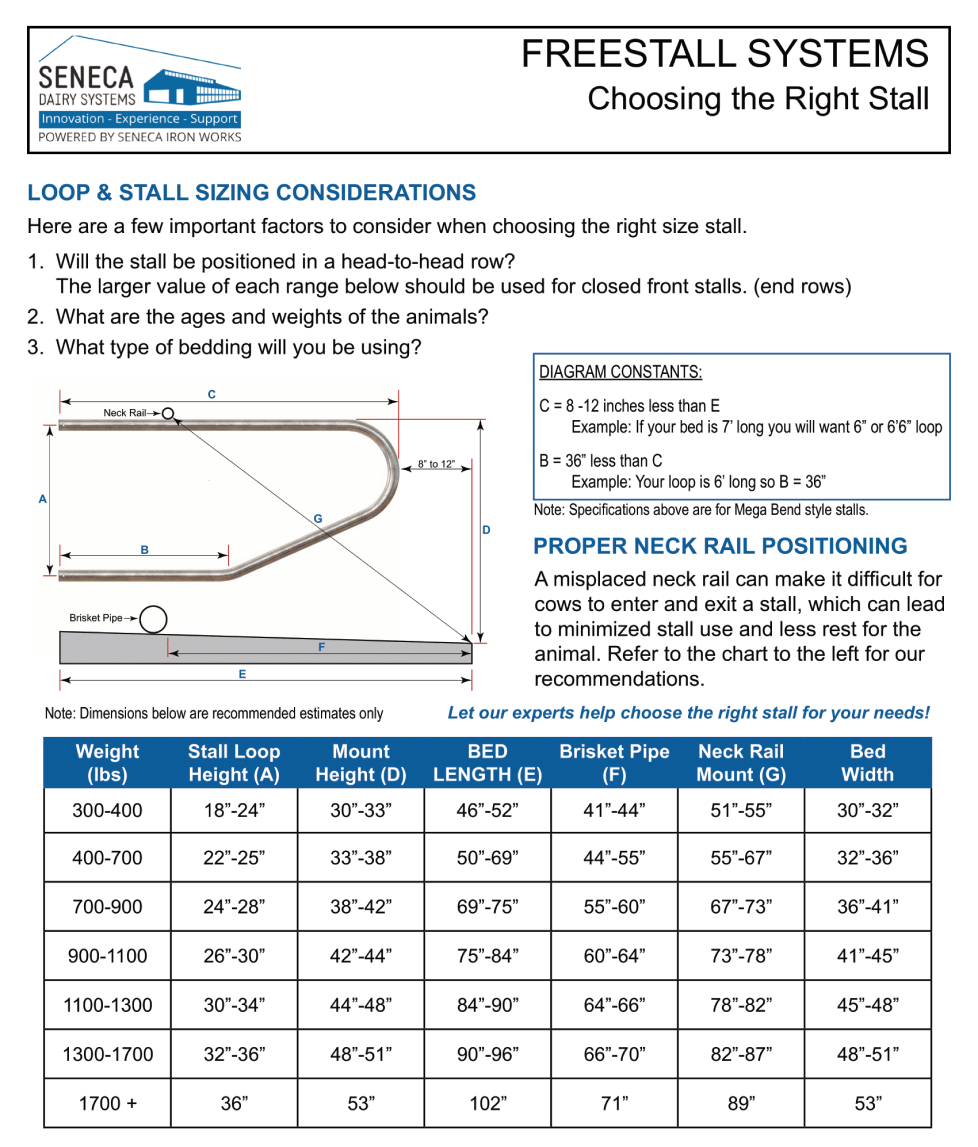 SENECA
DAIRY SYSTEMS
Innovation - Experience - Support
POWERED BY SENECA IRON WORKS
FREESTALL SYSTEMS
Choosing the Right Stall
LOOP & STALL SIZING CONSIDERATIONS
Here are a few important factors to consider when choosing the right size stall.
1. Will the stall be positioned in a head-to-head row?
The larger value of each range below should be used for closed front stalls. (end rows)
2. What are the ages and weights of the animals?
3. What type of bedding will you be using?
C
Neck Rail
8” to 12”
A
G
D
B
Brisket Pipe
F
E
DIAGRAM CONSTANTS:
C = 8 -12 inches less than E
Example: If your bed is 7’ long you will want 6” or 6’6” loop
B = 36” less than C
Example: Your loop is 6’ long so B = 36”
Note: Specifications above are for Mega Bend style stalls.
PROPER NECK RAIL POSITIONING
A misplaced neck rail can make it difficult for
cows to enter and exit a stall, which can lead
to minimized stall use and less rest for the
animal. Refer to the chart to the left for our
recommendations.
Note: Dimensions below are recommended estimates only
Let our experts help choose the right stall for your needs!
Weight (lbs) Stall Loop Height (A) Mount Height (D) BED LENGTH (E) Brisket Pipe (F) Neck Rail Mount (G) Bed Width
300-400 18”-24” 30”-33” 46”-52” 41”-44” 51”-55” 30”-32”
400-700 22”-25” 33”-38” 50”-69” 44”-55” 55”-67” 32”-36”
700-900 24”-28” 38”-42” 69”-75” 55”-60” 67”-73” 36”-41”
900-1100 26”-30” 42”-44” 75”-84” 60”-64” 73”-78” 41”-45”
1100-1300 30”-34” 44”-48” 84”-90” 64”-66” 78”-82” 45”-48”
1300-1700 32”-36” 48”-51” 90”-96” 66”-70” 82”-87” 48”-51”
1700 + 36” 53” 102” 71” 89” 53”